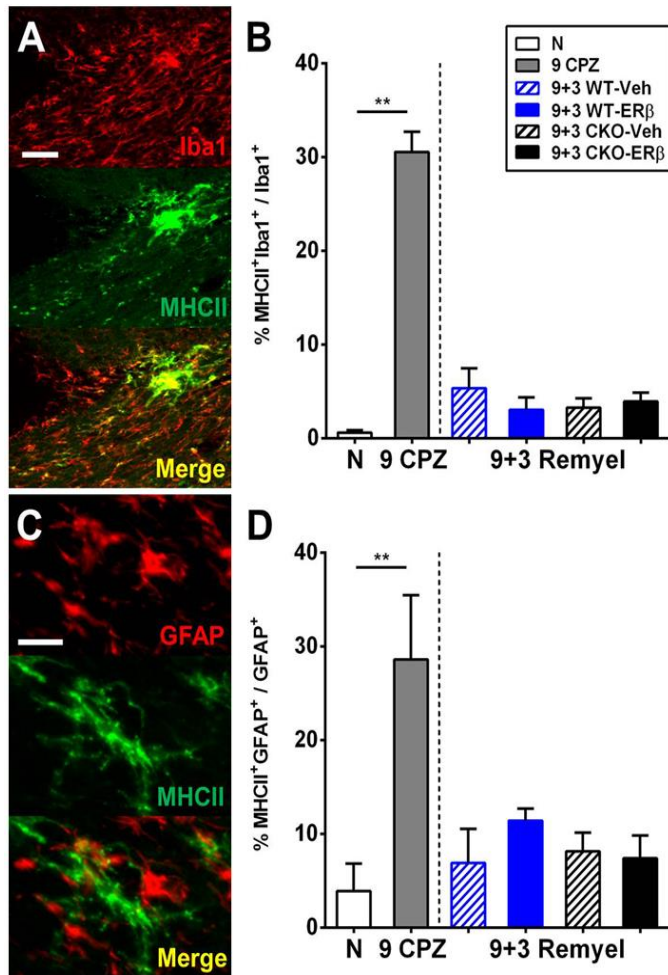 A
Iba1
MHCII
Merge
B
% MHCII+Iba1+ / Iba1+
40
30
20
10
0
**
N
9 CPZ
9+3 Remyel
N
9 CPZ
9+3 WT-Veh
9+3 WT-ERβ
9+3 CKO-Veh
9+3 CKO-ERβ
C
GFAP
MHCII
Merge
D
% MHCII+GFAP+ / GFAP+
40
30
20
10
0
**
N
9 CPZ
9+3 Remyel